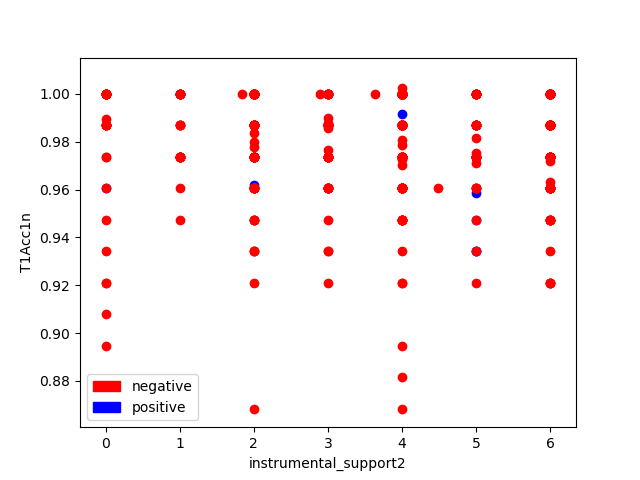 1.00
0.98
0.96
0.94
0.92
0.90
0.88
T1Acc1n
negative
positive
0 1 2 3 4 5 6
instrumental_support2